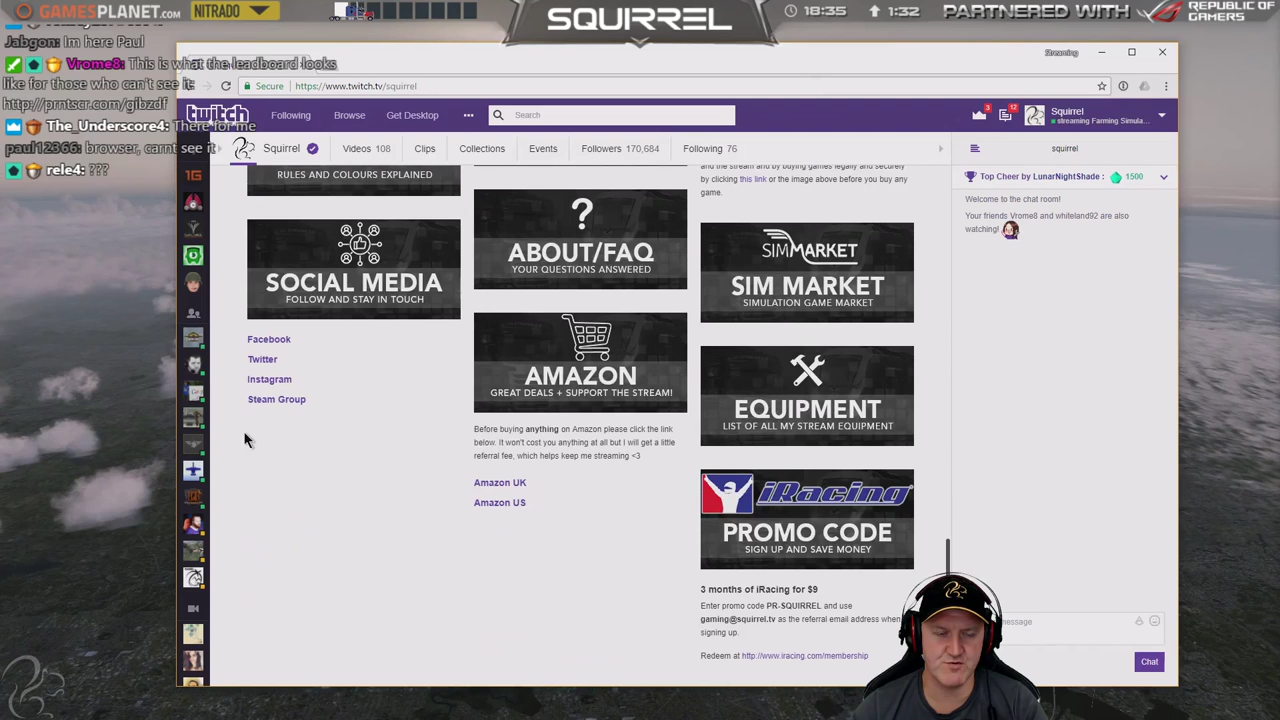 GAMESPLANET.COM NITRADO
SQUIRREL
18:35 1:32 PARTNERED WITH REPUBLIC OF GAMERS
Jabgon: Im here Paul
Vrome8: This is what the leadboard looks
like for those who can't see it:
http://prntscr.com/gibzdf
The_Underscore4: There for me
paul12366: browser, carnt see it
rele4: ???
Streaming
Secure https://www.twitch.tv/squirrel
twitch Following Browse Get Desktop ••• Search 3 12 Squirrel
streaming Farming Simula...
Squirrel Videos 108 Clips Collections Events Followers 170,684 Following 76
squirrel
RULES AND COLOURS EXPLAINED
SOCIAL MEDIA
FOLLOW AND STAY IN TOUCH
Facebook
Twitter
Instagram
Steam Group
?
ABOUT/FAQ
YOUR QUESTIONS ANSWERED
AMAZON
GREAT DEALS + SUPPORT THE STREAM!
Before buying anything on Amazon please click the link
below. It won't cost you anything at all but I will get a little
referral fee, which helps keep me streaming <3
Amazon UK
Amazon US
and the stream and by buying games legally and securely
by clicking this link or the image above before you buy any
game.
SIMMARKET
SIM MARKET
SIMULATION GAME MARKET
EQUIPMENT
LIST OF ALL MY STREAM EQUIPMENT
iRacing
PROMO CODE
SIGN UP AND SAVE MONEY
3 months of iRacing for $9
Enter promo code PR-SQUIRREL and use
gaming@squirrel.tv as the referral email address when
signing up.
Redeem at http://www.iracing.com/membership
Top Cheer by LunarNightShade : 1500
Welcome to the chat room!
Your friends Vrome8 and whiteland92 are also
watching!
message
Chat